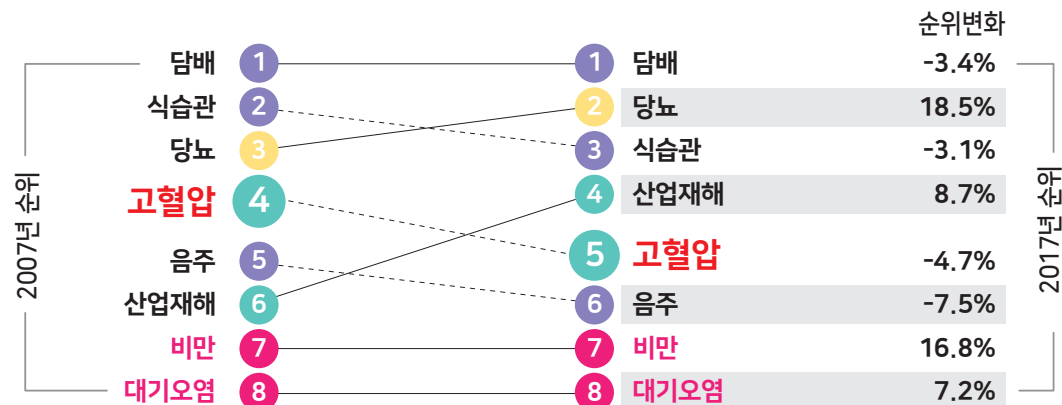 순위변화
담배 1 1 담배 -3.4%
식습관 2 2 당뇨 18.5%
당뇨 3 3 식습관 -3.1%
고혈압 4 4 산업재해 8.7%
음주 5 5 고혈압 -4.7%
산업재해 6 6 음주 -7.5%
비만 7 7 비만 16.8%
대기오염 8 8 대기오염 7.2%
2007년 순위
2017년 순위